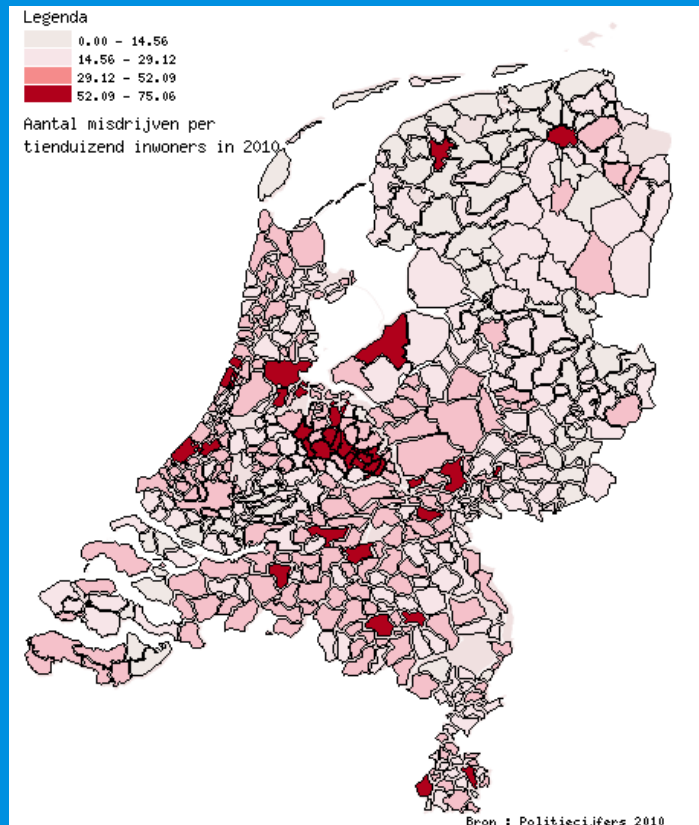 Legenda
0.00 - 14.56
14.56 - 29.12
29.12 - 52.09
52.09 - 75.06
Aantal misdrijven per
tienduizend inwoners in 2010
Bron : Politiecijfers 2010